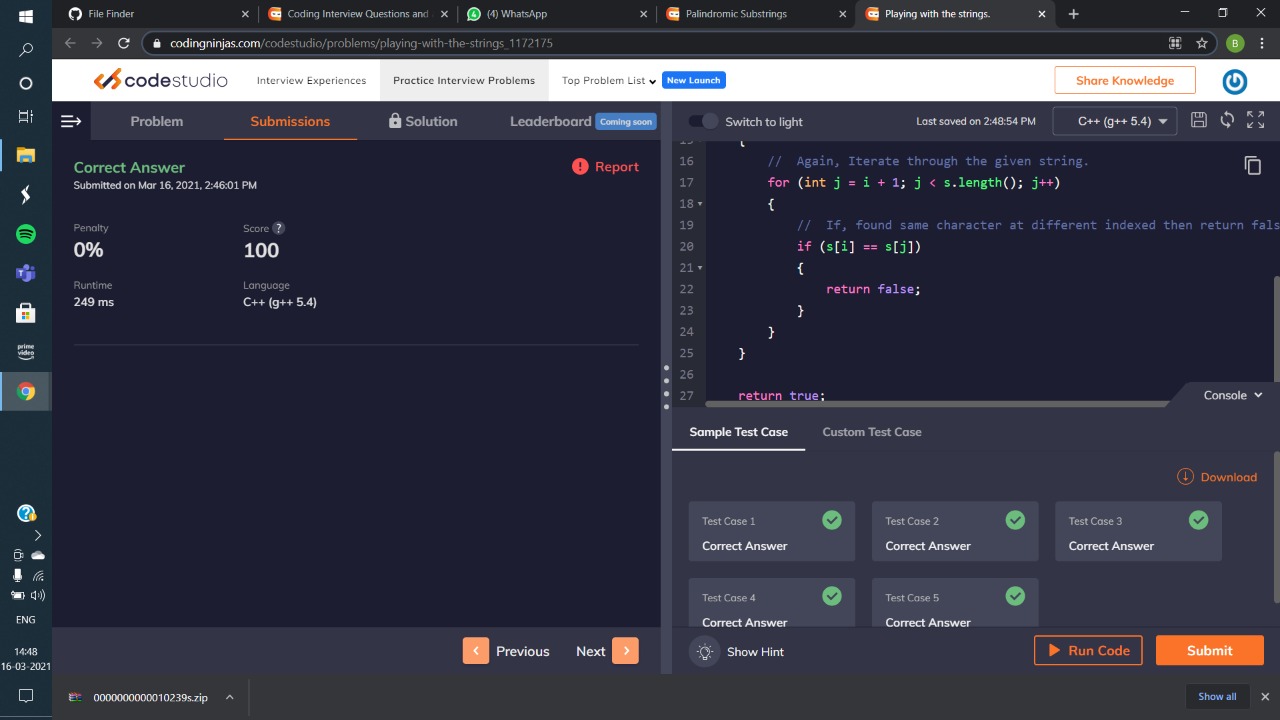 File Finder
Coding Interview Questions and
(4) WhatsApp
Palindromic Substrings
Playing with the strings.
codingninjas.com/codestudio/problems/playing-with-the-strings_1172175
B
codestudio
Interview Experiences
Practice Interview Problems
Top Problem List
New Launch
Share Knowledge
Problem
Submissions
Solution
Leaderboard
Coming soon
Switch to light
Last saved on 2:48:54 PM
C++ (g++ 5.4)
Correct Answer
Submitted on Mar 16, 2021, 2:46:01 PM
Report
Penalty
0%
Score ?
100
Runtime
249 ms
Language
C++ (g++ 5.4)
15 {
16 // Again, Iterate through the given string.
17 for (int j = i + 1; j < s.length(); j++)
18 {
19 // If, found same character at different indexed then return fals
20 if (s[i] == s[j])
21 {
22 return false;
23 }
24 }
25 }
26
27 return true;
Console
Sample Test Case
Custom Test Case
Download
Test Case 1
Correct Answer
Test Case 2
Correct Answer
Test Case 3
Correct Answer
Test Case 4
Correct Answer
Test Case 5
Correct Answer
Previous
Next
Show Hint
Run Code
Submit
prime
video
ENG
14:48
16-03-2021
0000000000010239s.zip
Show all